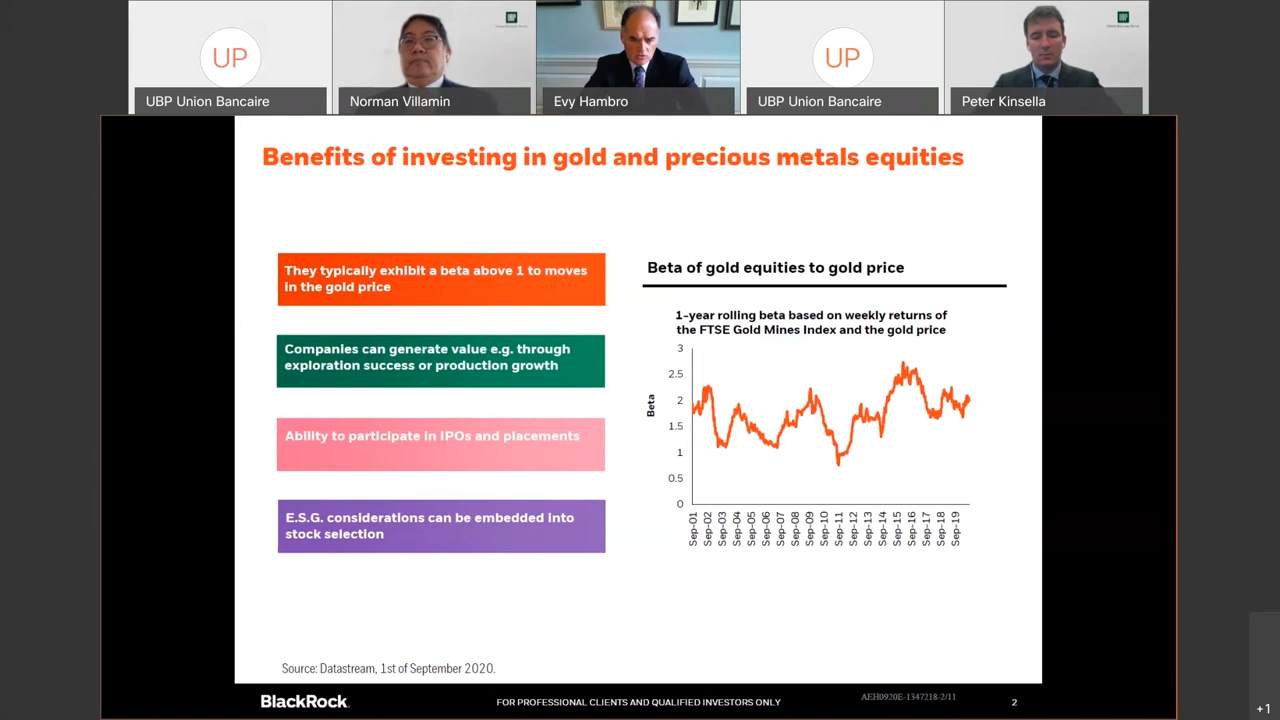 UP
UBP Union Bancaire
Norman Villamin
Evy Hambro
UP
UBP Union Bancaire
Peter Kinsella
Benefits of investing in gold and precious metals equities
They typically exhibit a beta above 1 to moves
in the gold price
Companies can generate value e.g. through
exploration success or production growth
Ability to participate in IPOs and placements
E.S.G. considerations can be embedded into
stock selection
Beta of gold equities to gold price
1-year rolling beta based on weekly returns of
the FTSE Gold Mines Index and the gold price
Beta
3
2.5
2
1.5
1
0.5
0
Sep-01
Sep-02
Sep-03
Sep-04
Sep-05
Sep-06
Sep-07
Sep-08
Sep-09
Sep-10
Sep-11
Sep-12
Sep-13
Sep-14
Sep-15
Sep-16
Sep-17
Sep-18
Sep-19
Source: Datastream, 1st of September 2020.
BlackRock.
FOR PROFESSIONAL CLIENTS AND QUALIFIED INVESTORS ONLY
AEH0920E-1347218-2/11
2
+1